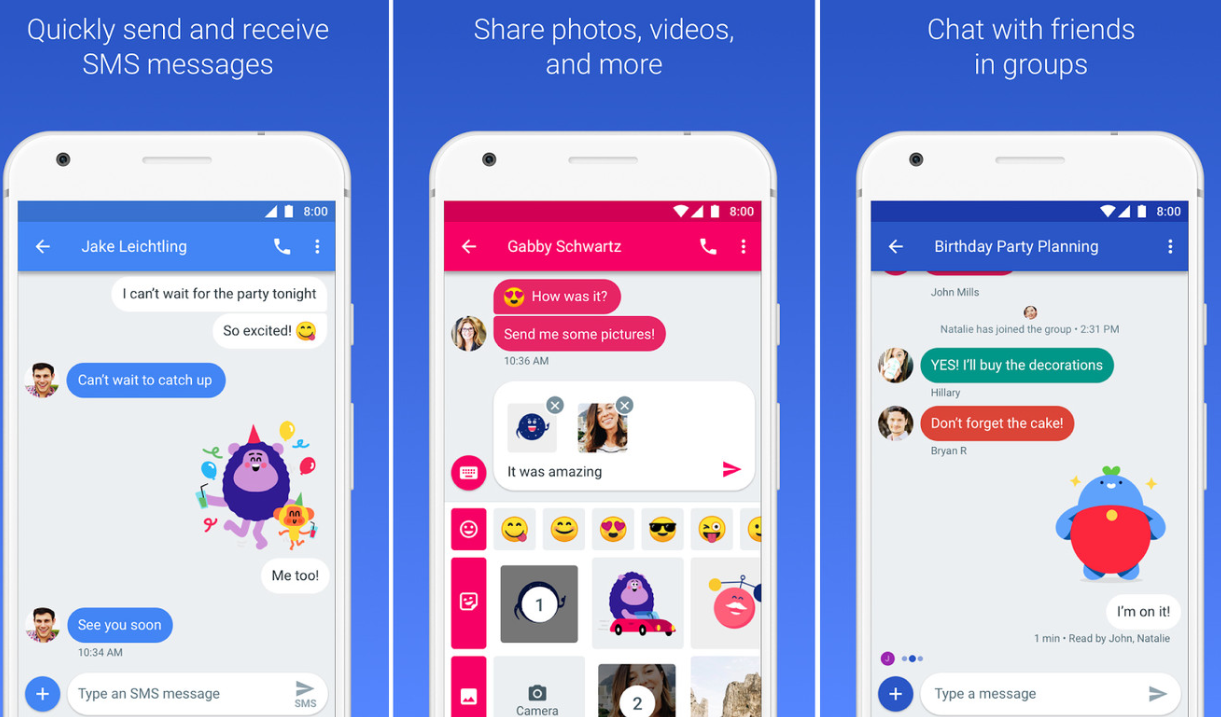 Quickly send and receive
SMS messages
8:00
Jake Leichtling
I can't wait for the party tonight
So excited! 😋
Can't wait to catch up
Me too!
See you soon
10:34 AM
Type an SMS message
SMS
Share photos, videos,
and more
8:00
Gabby Schwartz
😍 How was it?
Send me some pictures!
10:36 AM
It was amazing
1
Camera
2
Chat with friends
in groups
8:00
Birthday Party Planning
John Mills
Natalie has joined the group • 2:31 PM
YES! I'll buy the decorations
Hillary
Don't forget the cake!
Bryan R
I'm on it!
1 min • Read by John, Natalie
J
Type a message